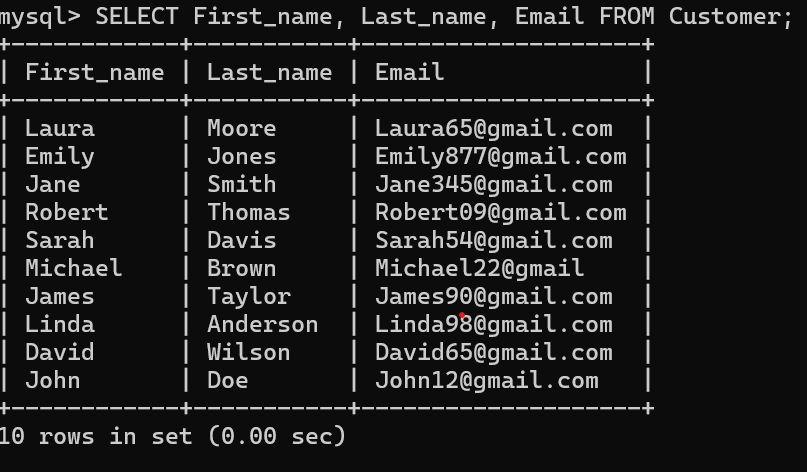 mysql> SELECT First_name, Last_name, Email FROM Customer;
+------------+-----------+--------------------+
| First_name | Last_name | Email              |
+------------+-----------+--------------------+
| Laura      | Moore     | Laura65@gmail.com  |
| Emily      | Jones     | Emily877@gmail.com |
| Jane       | Smith     | Jane345@gmail.com  |
| Robert     | Thomas    | Robert09@gmail.com |
| Sarah      | Davis     | Sarah54@gmail.com  |
| Michael    | Brown     | Michael22@gmail    |
| James      | Taylor    | James90@gmail.com  |
| Linda      | Anderson  | Linda98@gmail.com  |
| David      | Wilson    | David65@gmail.com  |
| John       | Doe       | John12@gmail.com   |
+------------+-----------+--------------------+
10 rows in set (0.00 sec)